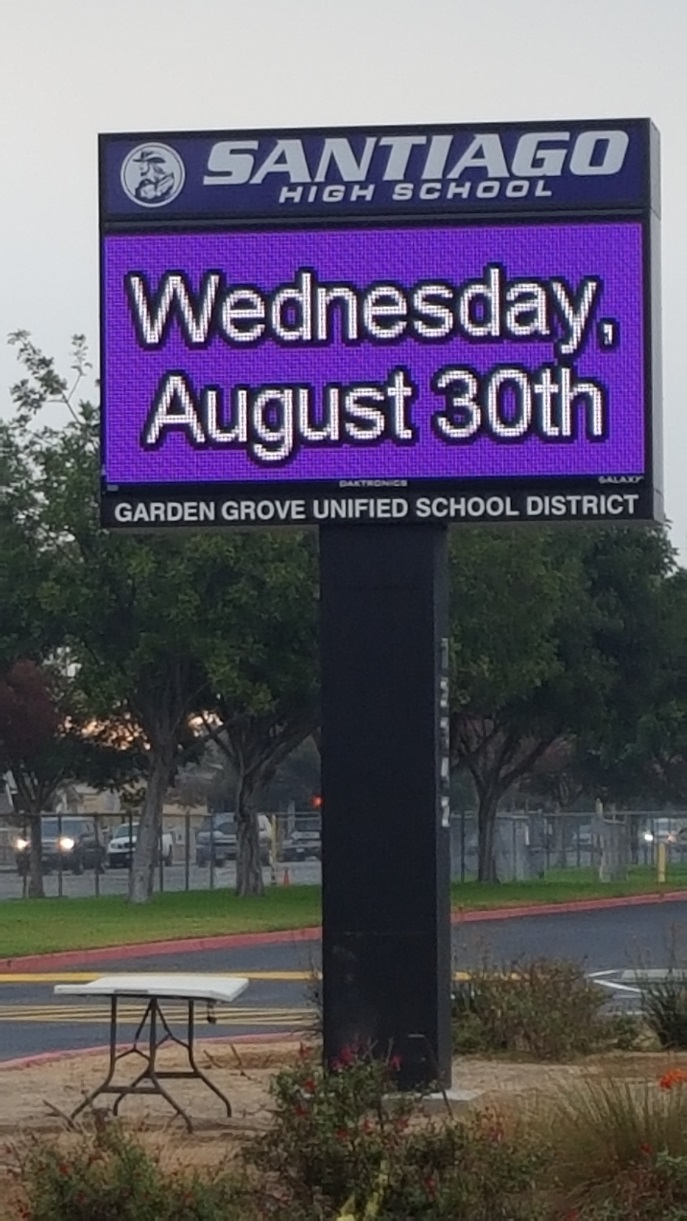 SANTIAGO
HIGH SCHOOL
Wednesday,
August 30th
DAKTRONICS
GALAXY
GARDEN GROVE UNIFIED SCHOOL DISTRICT